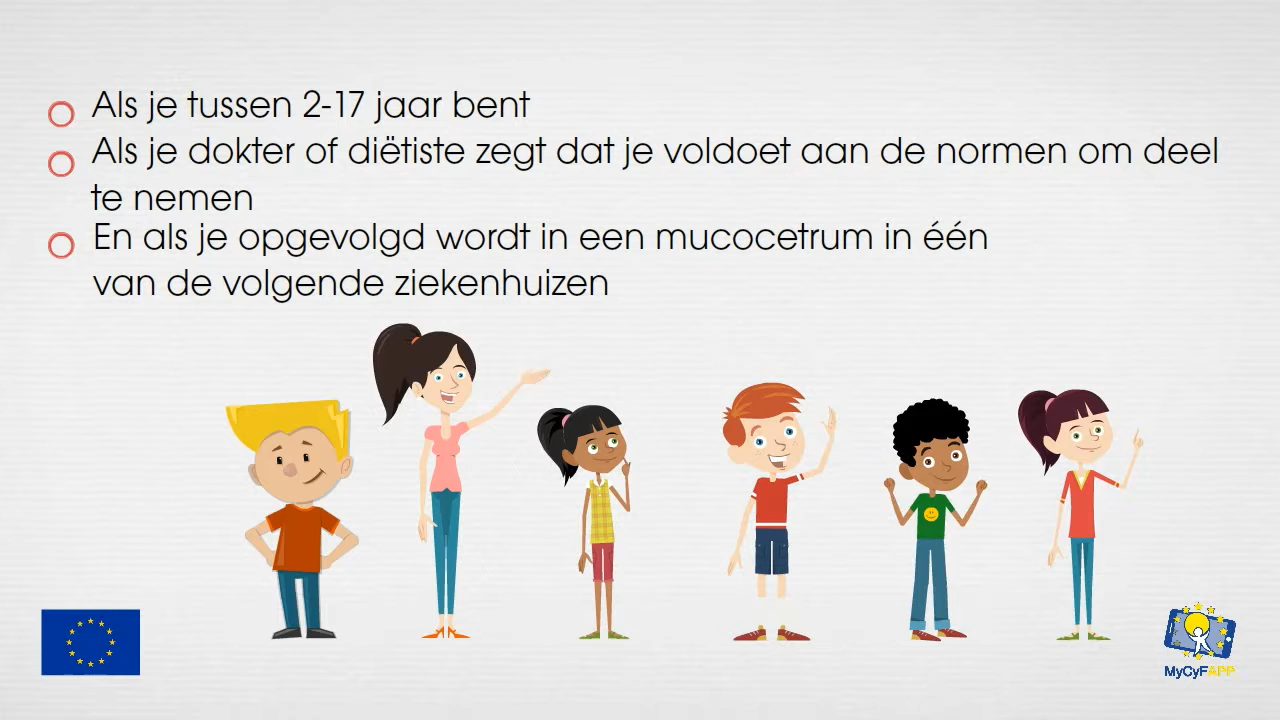 Als je tussen 2-17 jaar bent
Als je dokter of diëtiste zegt dat je voldoet aan de normen om deel
te nemen
En als je opgevolgd wordt in een mucocetrum in één
van de volgende ziekenhuizen
MyCyFAPP